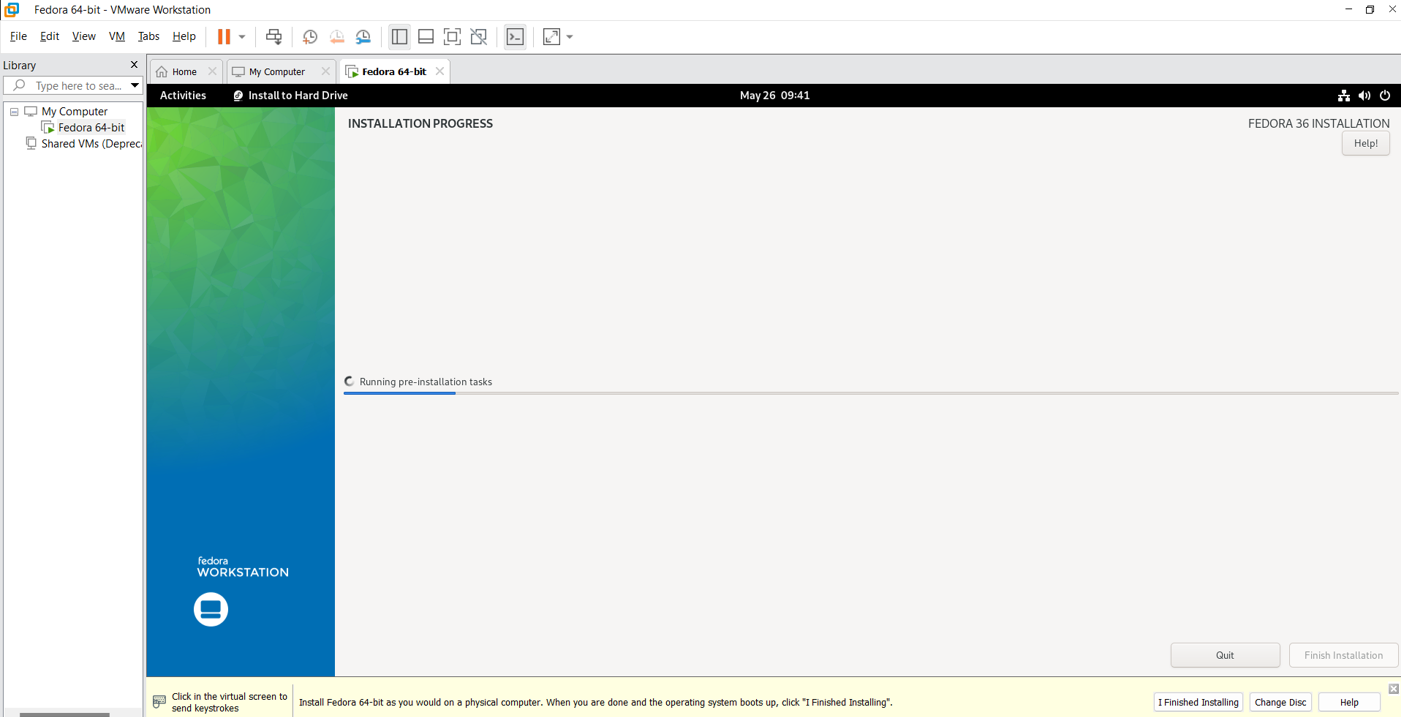 Fedora 64-bit - VMware Workstation
File Edit View VM Tabs Help
Library
Type here to sea...
My Computer
Fedora 64-bit
Shared VMs (Depreca
Home
My Computer
Fedora 64-bit
Activities Install to Hard Drive May 26 09:41
INSTALLATION PROGRESS
FEDORA 36 INSTALLATION
Help!
Running pre-installation tasks
fedora
WORKSTATION
Quit
Finish Installation
Click in the virtual screen to
send keystrokes
Install Fedora 64-bit as you would on a physical computer. When you are done and the operating system boots up, click "I Finished Installing".
I Finished Installing
Change Disc
Help